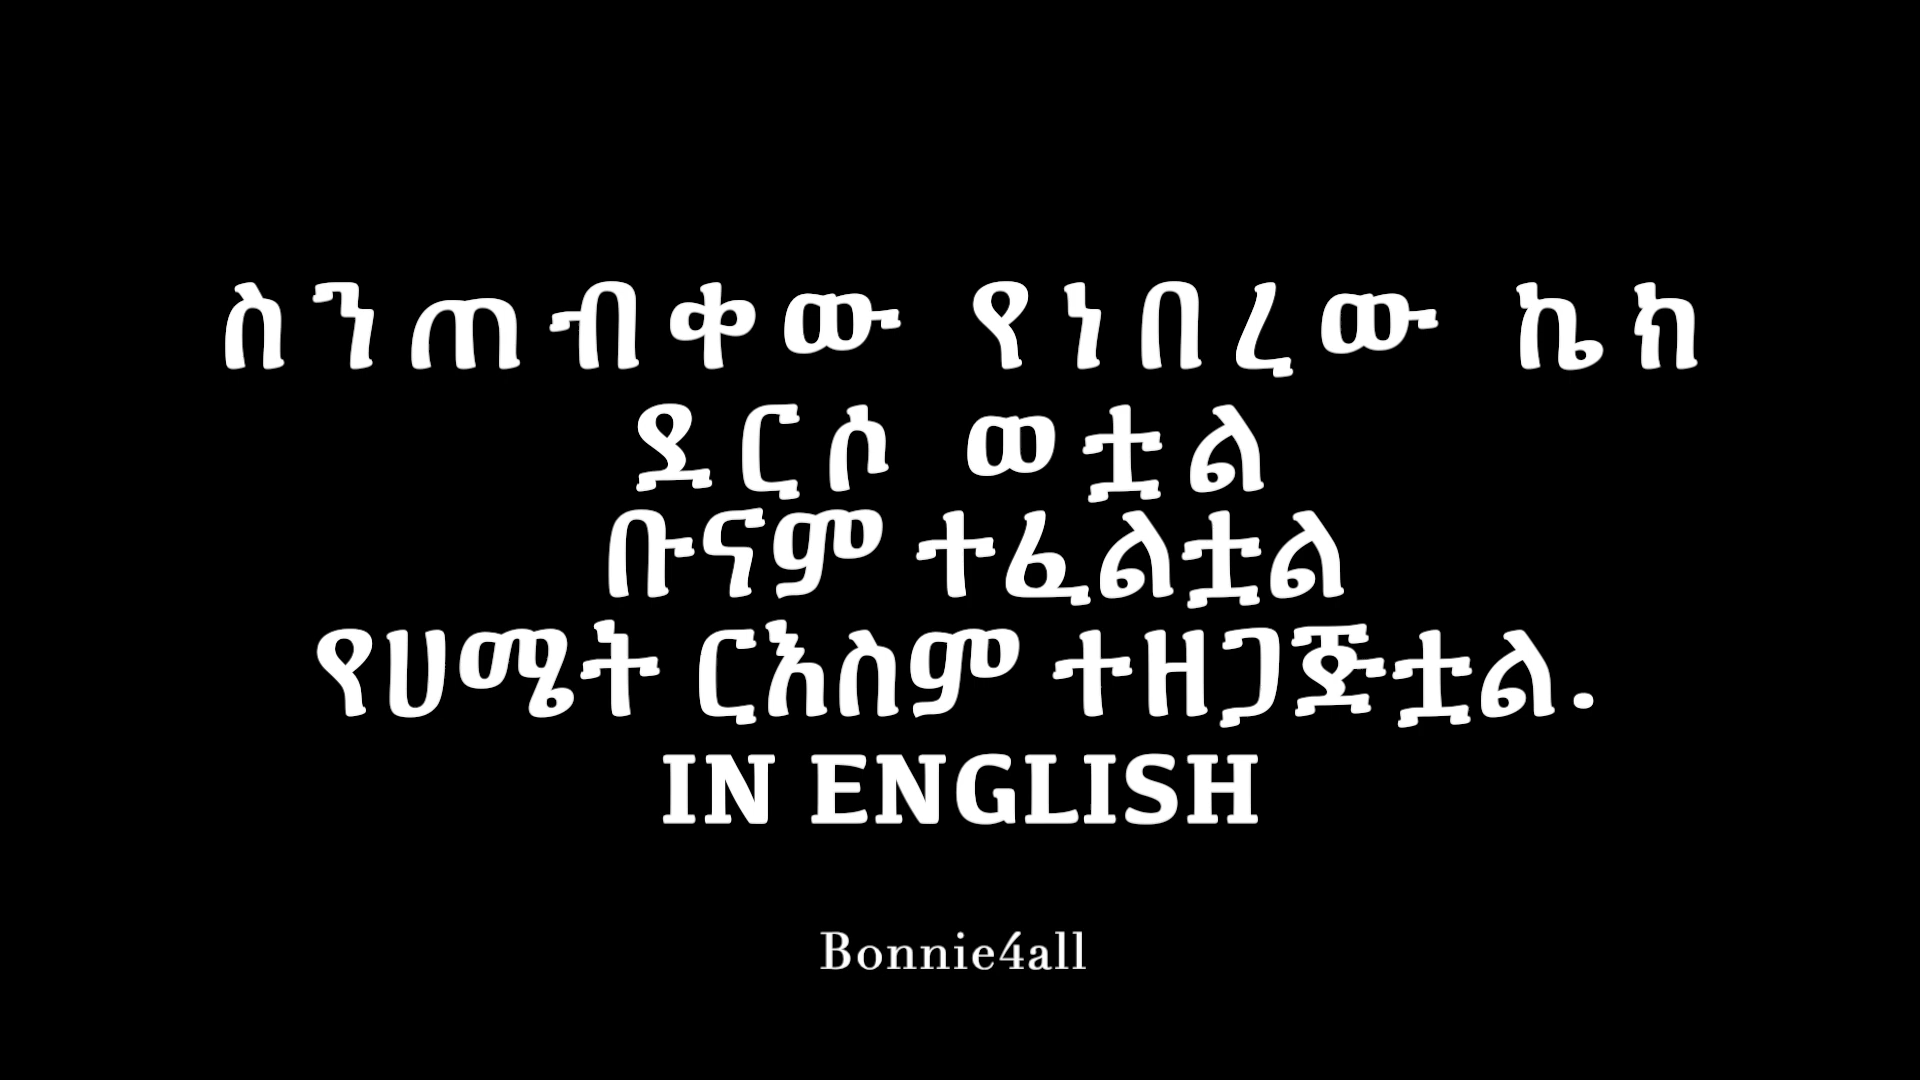 ስንጠብቀው የነበረው ኬክ
ደርሶ ወቷል
ቡናም ተፈልቷል
የሀሜት ርእስም ተዘጋጅቷል.
IN ENGLISH
Bonnie4all